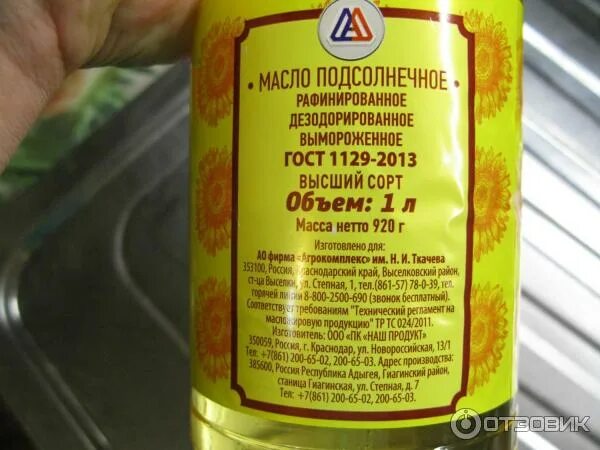 • МАСЛО ПОДСОЛНЕЧНОЕ •
РАФИНИРОВАННОЕ
ДЕЗОДОРИРОВАННОЕ
ВЫМОРОЖЕННОЕ
ГОСТ 1129-2013
ВЫСШИЙ СОРТ
Объем: 1 л
Масса нетто 920 г
Изготовлено для:
АО фирма «Агрокомплекс» им. Н. И. Ткачева
353100, Россия, Краснодарский край, Выселковский район,
ст-ца Выселки, ул. Степная, 1, тел.(861-57) 78-0-39, тел.
горячей линии 8-800-2500-690 (звонок бесплатный).
Соответствует требованиям "Технический регламент на
масложировую продукцию" ТР ТС 024/2011.
Изготовитель: ООО «ПК «НАШ ПРОДУКТ»
350059, Россия, г. Краснодар, ул. Новороссийская, 13/1
Тел: +7(861) 200-65-02, 200-65-03. Адрес производства:
385600, Россия Республика Адыгея, Гиагинский район,
станица Гиагинская, ул. Степная, д. 7
Тел: +7(861) 200-65-02, 200-65-03.
ОТЗОВИК